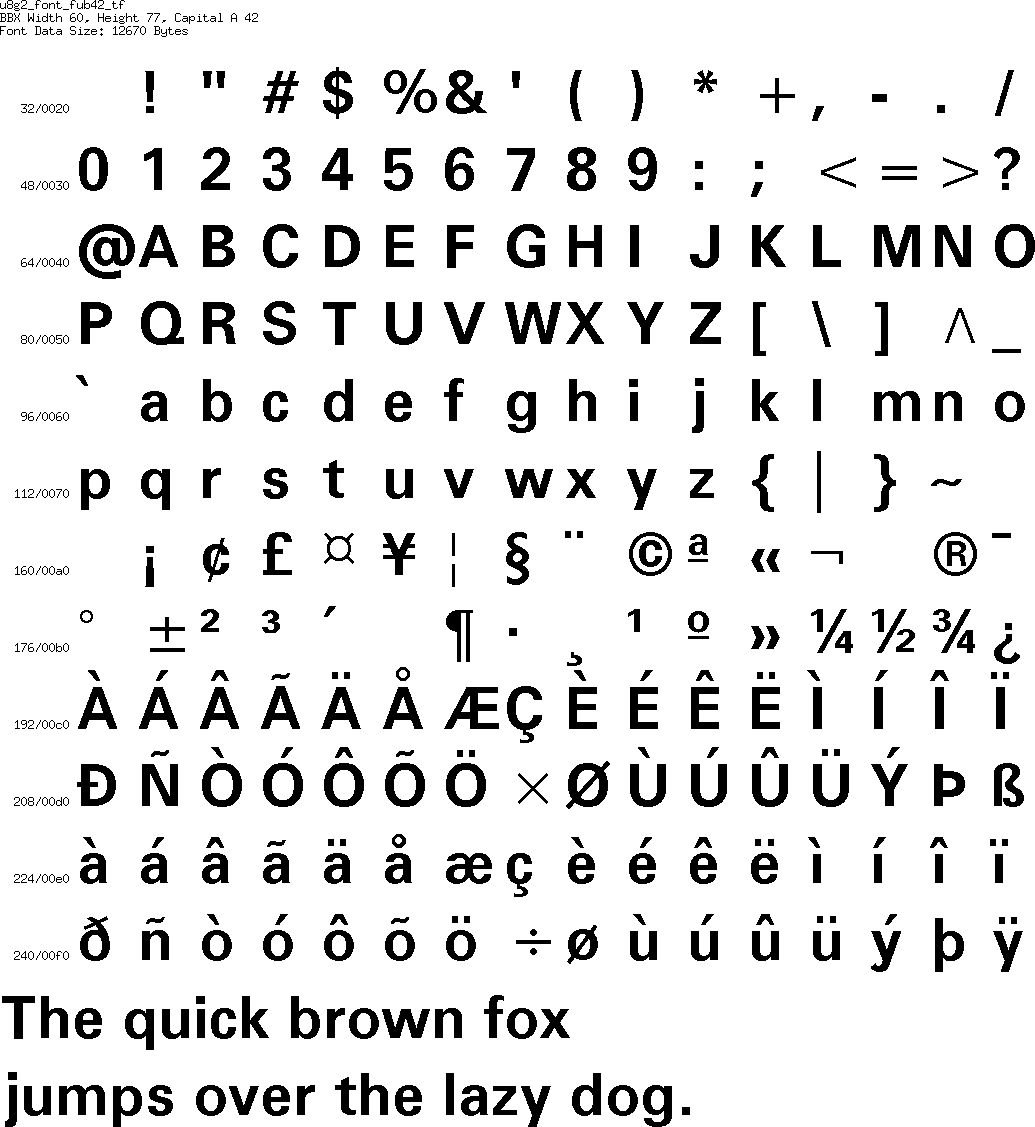 u8g2_font_fub42_tf
BBX Width 60, Height 77, Capital A 42
Font Data Size: 12670 Bytes
32/0020 ! " # $ % & ' ( ) * + , - . /
48/0030 0 1 2 3 4 5 6 7 8 9 : ; < = > ?
64/0040 @ A B C D E F G H I J K L M N O
80/0050 P Q R S T U V W X Y Z [ \ ] ^ _
96/0060 ` a b c d e f g h i j k l m n o
112/0070 p q r s t u v w x y z { | } ~
160/00a0 ¡ ¢ £ ¤ ¥ ¦ § ¨ © ª « ¬ ® ¯
176/00b0 ° ± ² ³ ´ ¶ · ¸ ¹ º » ¼ ½ ¾ ¿
192/00c0 À Á Â Ã Ä Å Æ Ç È É Ê Ë Ì Í Î Ï
208/00d0 Ð Ñ Ò Ó Ô Õ Ö × Ø Ù Ú Û Ü Ý Þ ß
224/00e0 à á â ã ä å æ ç è é ê ë ì í î ï
240/00f0 ð ñ ò ó ô õ ö ÷ ø ù ú û ü ý þ ÿ
The quick brown fox
jumps over the lazy dog.